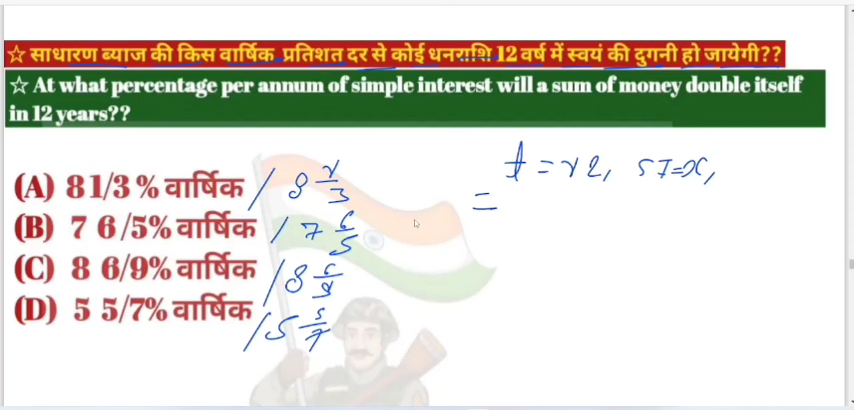 ☆ साधारण ब्याज की किस वार्षिक प्रतिशत दर से कोई धनराशि 12 वर्ष में स्वयं की दुगनी हो जायेगी??
☆ At what percentage per annum of simple interest will a sum of money double itself
in 12 years??
(A) 8 1/3 % वार्षिक / 8 1/3
(B) 7 6/5% वार्षिक / 7 6/5
(C) 8 6/9% वार्षिक / 8 6/9
(D) 5 5/7% वार्षिक / 5 5/7
t = 12, SI=x,
=